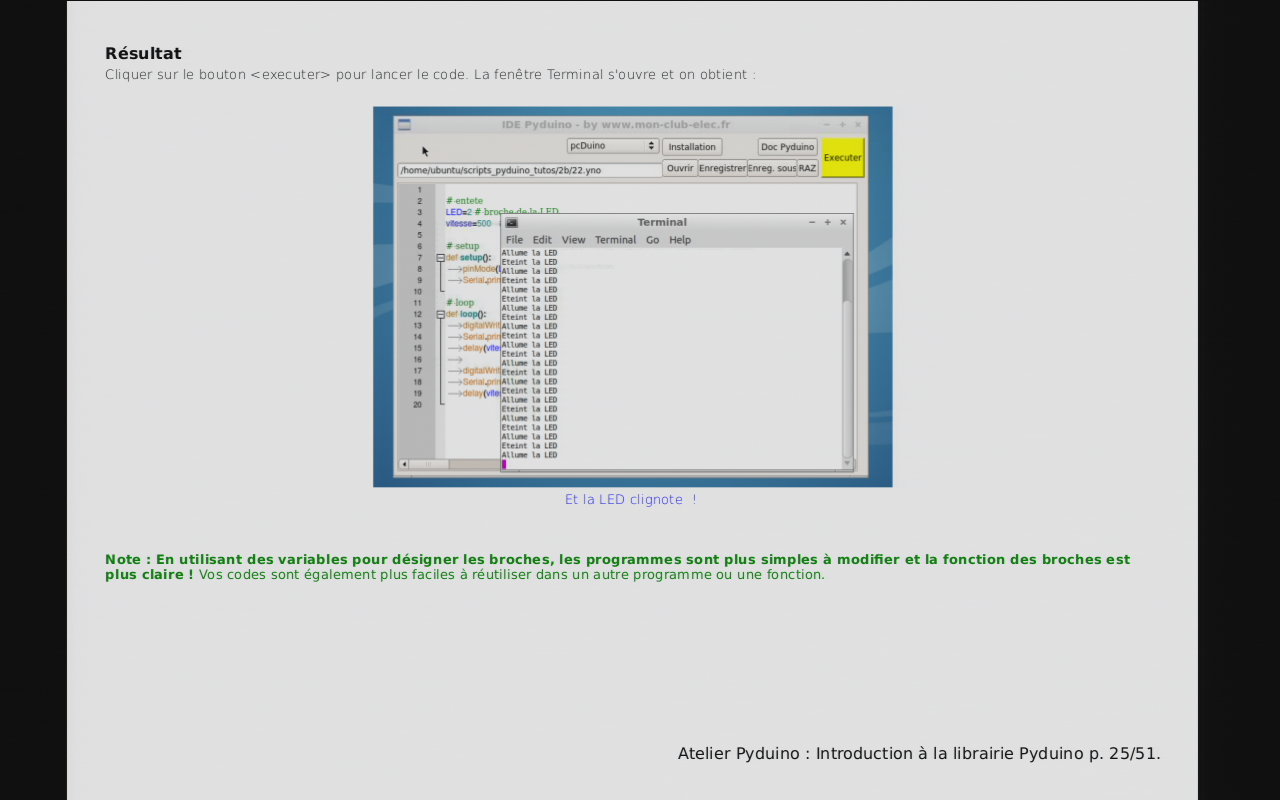 Résultat
Cliquer sur le bouton <executer> pour lancer le code. La fenêtre Terminal s'ouvre et on obtient :
IDE Pyduino - by www.mon-club-elec.fr
pcDuino Installation Doc Pyduino
Executer
/home/ubuntu/scripts_pyduino_tutos/2b/22.yno Ouvrir Enregistrer Enreg. sous RAZ
1
2 # entete
3 LED=2 # broche de la LED
4 vitesse=500
5
6 # setup
7 def setup():
8 pinMode(
9 Serial.prin
10
11 # loop
12 def loop():
13 digitalWrit
14 Serial.prin
15 delay(vite
16
17 digitalWrit
18 Serial.prin
19 delay(vite
20
Terminal
File Edit View Terminal Go Help
Allume la LED
Eteint la LED
Allume la LED
Eteint la LED
Allume la LED
Eteint la LED
Allume la LED
Eteint la LED
Allume la LED
Eteint la LED
Allume la LED
Eteint la LED
Allume la LED
Eteint la LED
Allume la LED
Eteint la LED
Allume la LED
Eteint la LED
Allume la LED
Eteint la LED
Allume la LED
Eteint la LED
Allume la LED
Et la LED clignote !
Note : En utilisant des variables pour désigner les broches, les programmes sont plus simples à modifier et la fonction des broches est
plus claire ! Vos codes sont également plus faciles à réutiliser dans un autre programme ou une fonction.
Atelier Pyduino : Introduction à la librairie Pyduino p. 25/51.